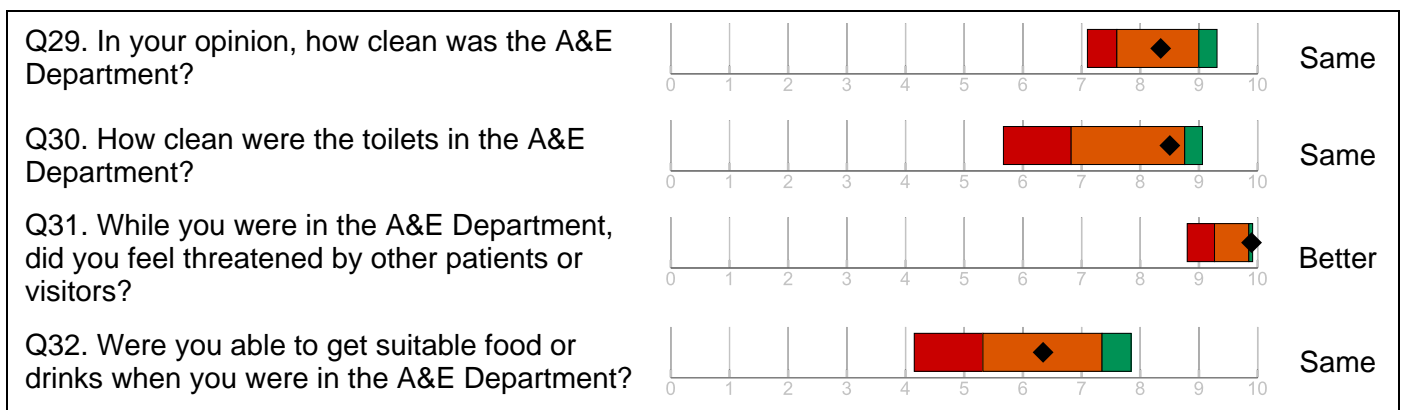 Q29. In your opinion, how clean was the A&E
Department?
0 1 2 3 4 5 6 7 8 9 10
Same
Q30. How clean were the toilets in the A&E
Department?
0 1 2 3 4 5 6 7 8 9 10
Same
Q31. While you were in the A&E Department,
did you feel threatened by other patients or
visitors?
0 1 2 3 4 5 6 7 8 9 10
Better
Q32. Were you able to get suitable food or
drinks when you were in the A&E Department?
0 1 2 3 4 5 6 7 8 9 10
Same